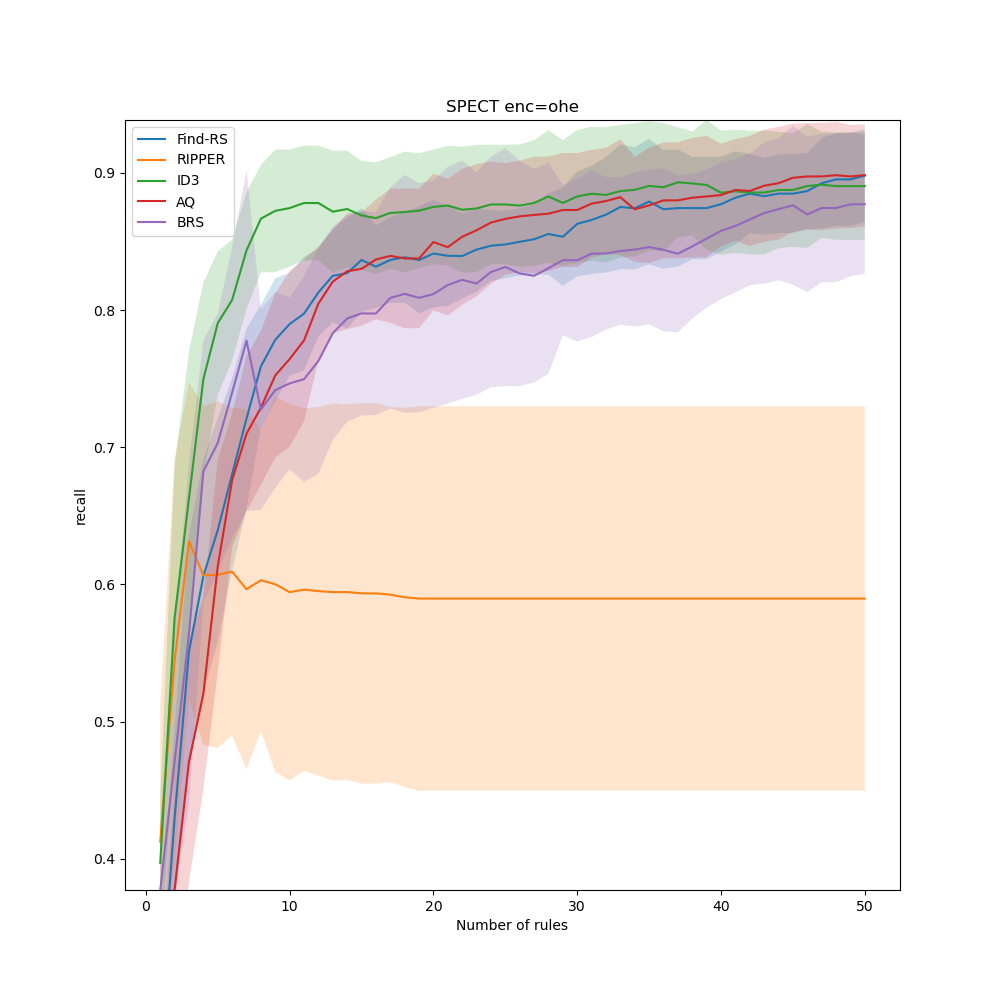 SPECT enc=ohe
Find-RS
RIPPER
ID3
AQ
BRS
0.9
0.8
0.7
0.6
0.5
0.4
recall
0 10 20 30 40 50
Number of rules